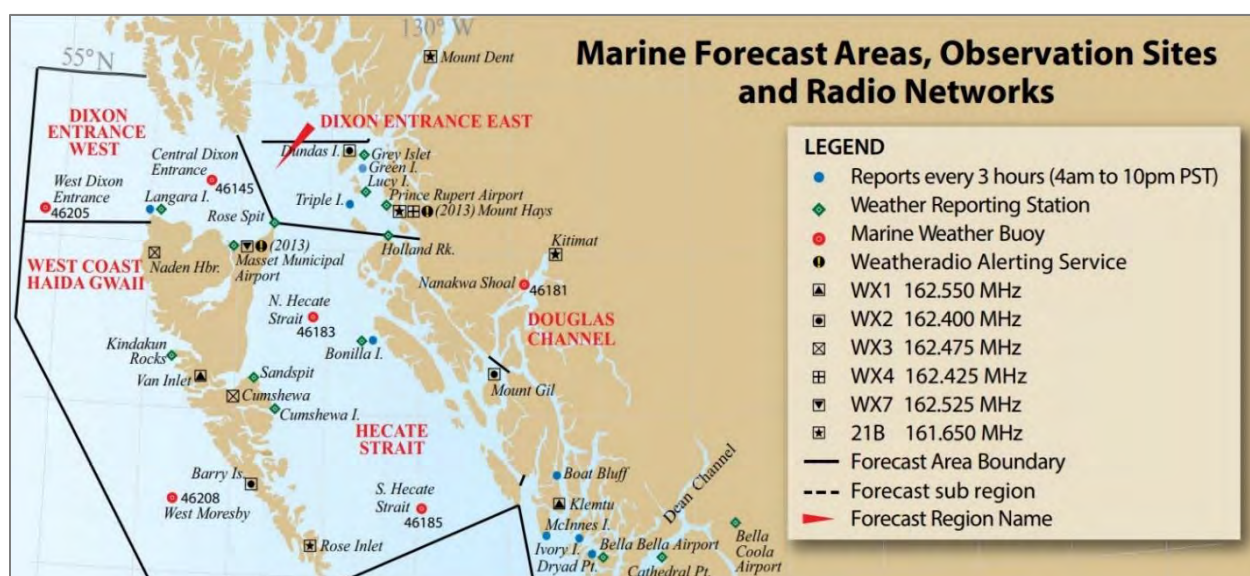 130° W
55° N
Mount Dent
Marine Forecast Areas, Observation Sites
and Radio Networks
DIXON
ENTRANCE
WEST
DIXON ENTRANCE EAST
Central Dixon
Entrance
46145
West Dixon
Entrance
46205
Langara I.
Dundas I.
Grey Islet
Green I.
Lucy I.
Triple I.
Prince Rupert Airport
(2013) Mount Hays
Rose Spit
Holland Rk.
Kitimat
WEST COAST
HAIDA GWAII
Naden Hbr.
(2013)
Masset Municipal
Airport
Nanakwa Shoal
46181
N. Hecate
Strait
46183
DOUGLAS
CHANNEL
Kindakun
Rocks
Bonilla I.
Van Inlet
Sandspit
Cumshewa
Cumshewa I.
Mount Gil
HECATE
STRAIT
Barry Is.
46208
West Moresby
S. Hecate
Strait
46185
Rose Inlet
Boat Bluff
Klemtu
McInnes I.
Ivory I.
Dryad Pt.
Bella Bella Airport
Cathedral Pt.
Dean Channel
Bella
Coola
Airport
LEGEND
Reports every 3 hours (4am to 10pm PST)
Weather Reporting Station
Marine Weather Buoy
Weatheradio Alerting Service
WX1 162.550 MHz
WX2 162.400 MHz
WX3 162.475 MHz
WX4 162.425 MHz
WX7 162.525 MHz
21B 161.650 MHz
Forecast Area Boundary
Forecast sub region
Forecast Region Name